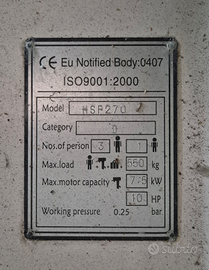 CE Eu Notified Body:0407
ISO9001:2000
Model HSP270
Category D
Nos.of person 3 1
Max.load 550 kg
Max.motor capacity 7.5 kW
10 HP
Working pressure 0.25 bar
Subito